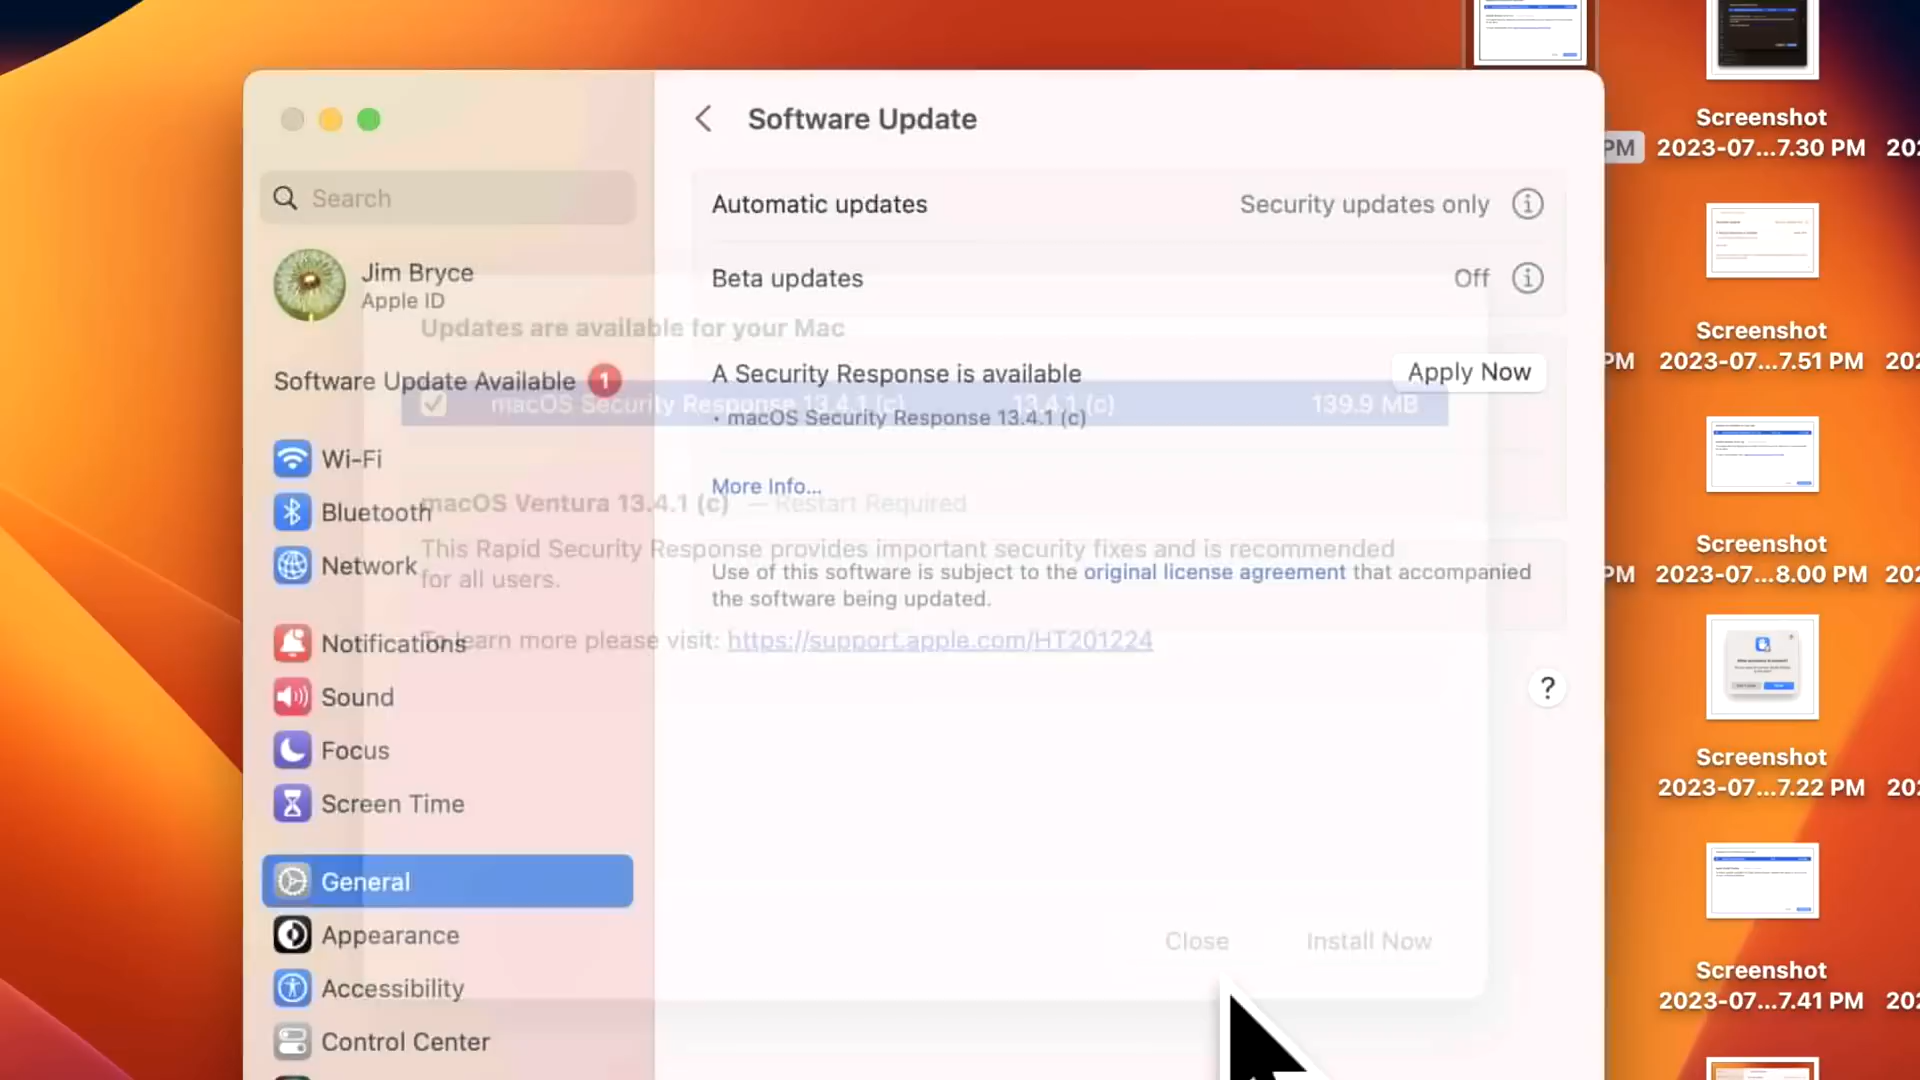 Software Update
Search
Automatic updates
Security updates only
Beta updates
Off
Jim Bryce
Apple ID
Updates are available for your Mac
Software Update Available 1
A Security Response is available
Apply Now
macOS Security Response 13.4.1 (c) 13.4.1 (c) 139.9 MB
• macOS Security Response 13.4.1 (c)
More Info...
macOS Ventura 13.4.1 (c) — Restart Required
This Rapid Security Response provides important security fixes and is recommended
for all users.
Use of this software is subject to the original license agreement that accompanied
the software being updated.
To learn more please visit: https://support.apple.com/HT201224
?
Wi-Fi
Bluetooth
Network
Notifications
Sound
Focus
Screen Time
General
Appearance
Accessibility
Control Center
Close
Install Now
Screenshot
PM
2023-07...7.30 PM
Screenshot
PM
2023-07...7.51 PM
Screenshot
PM
2023-07...8.00 PM
Screenshot
2023-07...7.22 PM
Screenshot
2023-07...7.41 PM